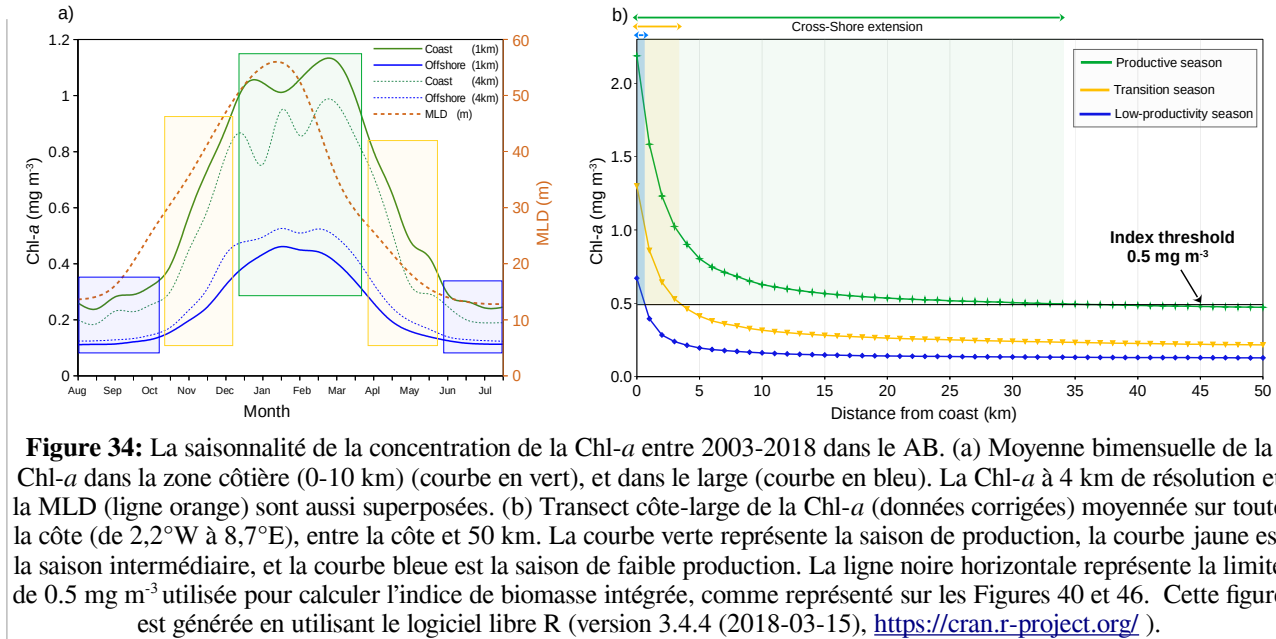 a)
1.2
1
0.8
0.6
0.4
0.2
0
Chl-a (mg m-3)
60
50
40
30
20
10
0
MLD (m)
Coast (1km)
Offshore (1km)
Coast (4km)
Offshore (4km)
MLD (m)
Aug Sep Oct Nov Dec Jan Feb Mar Apl May Jun Jul
Month
b)
Cross-Shore extension
Productive season
Transition season
Low-productivity season
2.0
1.5
1.0
0.5
0.0
Chl-a (mg m-3)
Index threshold
0.5 mg m-3
0 5 10 15 20 25 30 35 40 45 50
Distance from coast (km)
Figure 34: La saisonnalité de la concentration de la Chl-a entre 2003-2018 dans le AB. (a) Moyenne bimensuelle de la
Chl-a dans la zone côtière (0-10 km) (courbe en vert), et dans le large (courbe en bleu). La Chl-a à 4 km de résolution et
la MLD (ligne orange) sont aussi superposées. (b) Transect côte-large de la Chl-a (données corrigées) moyennée sur toute
la côte (de 2,2°W à 8,7°E), entre la côte et 50 km. La courbe verte représente la saison de production, la courbe jaune est
la saison intermédiaire, et la courbe bleue est la saison de faible production. La ligne noire horizontale représente la limite
de 0.5 mg m-3 utilisée pour calculer l'indice de biomasse intégrée, comme représenté sur les Figures 40 et 46. Cette figure
est générée en utilisant le logiciel libre R (version 3.4.4 (2018-03-15), https://cran.r-project.org/ ).